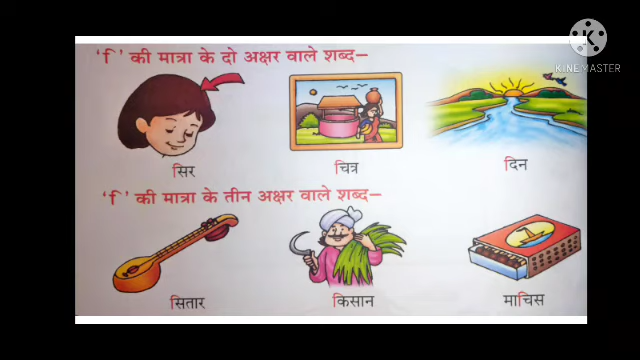 KINEMASTER
'ि' की मात्रा के दो अक्षर वाले शब्द–
सिर चित्र दिन
'ि' की मात्रा के तीन अक्षर वाले शब्द–
सितार किसान माचिस